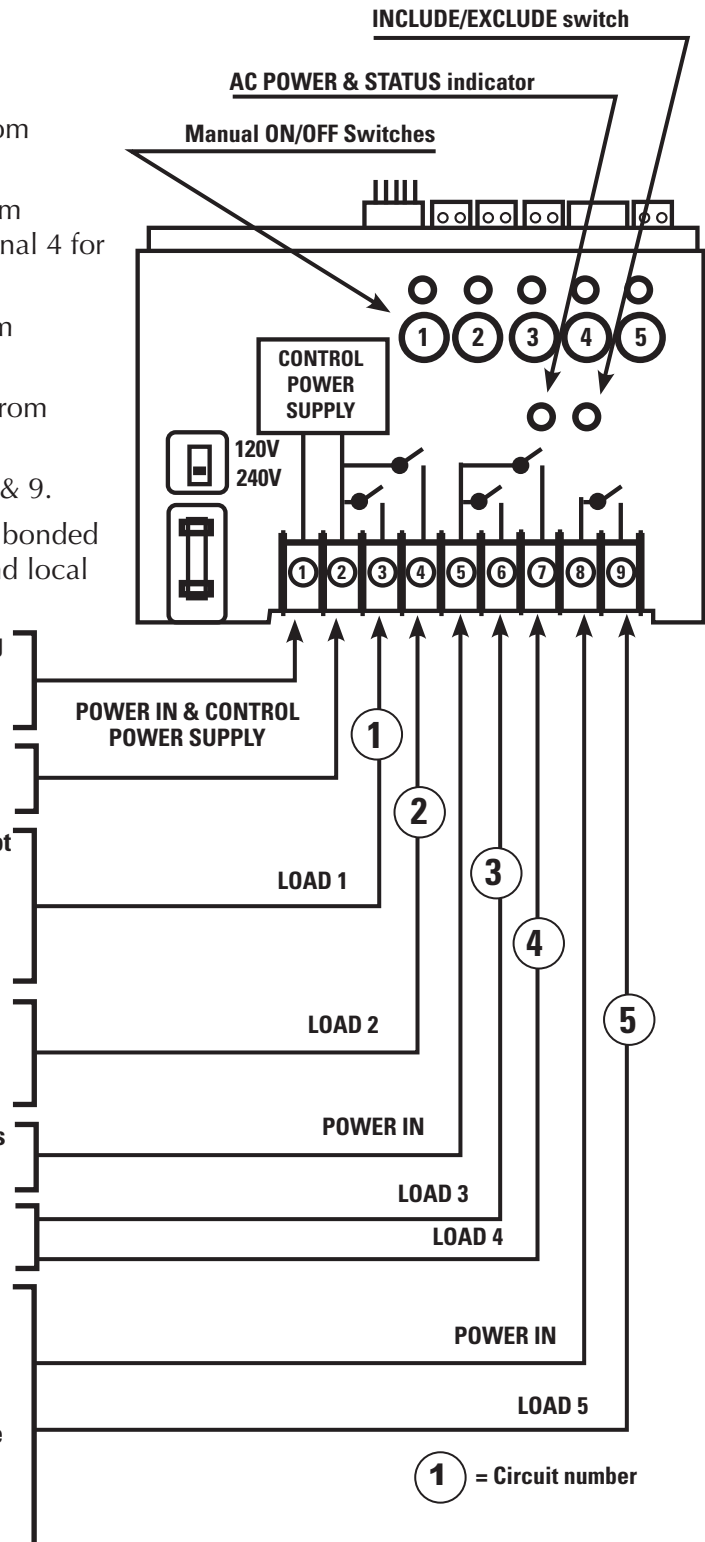 INCLUDE/EXCLUDE switch
AC POWER & STATUS indicator
om
Manual ON/OFF Switches
m
nal 4 for
m
rom
& 9.
bonded
nd local
1 2 3 4 5
CONTROL
POWER
SUPPLY
120V
240V
1 2 3 4 5 6 7 8 9
g
POWER IN & CONTROL
POWER SUPPLY
1
2
ot
LOAD 1
3
4
LOAD 2
5
s
POWER IN
LOAD 3
LOAD 4
POWER IN
LOAD 5
e
1 = Circuit number